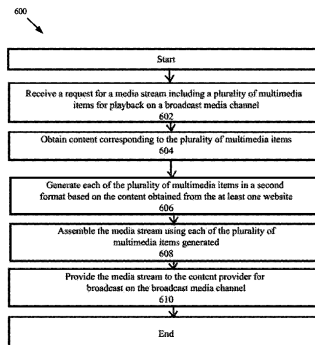 600
Start
Receive a request for a media stream including a plurality of multimedia
items for playback on a broadcast media channel
602
Obtain content corresponding to the plurality of multimedia items
604
Generate each of the plurality of multimedia items in a second
format based on the content obtained from the at least one website
606
Assemble the media stream using each of the plurality of
multimedia items generated
608
Provide the media stream to the content provider for
broadcast on the broadcast media channel
610
End